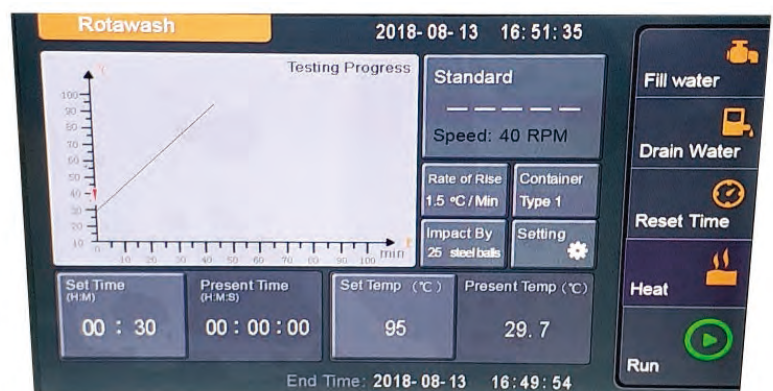 Rotawash
2018-08-13 16:51:35
Testing Progress
°C
100
90
80
70
60
50
40
30
20
10
0 10 20 30 40 50 60 70 80 90 100 min
Standard
— — — — —
Speed: 40 RPM
Rate of Rise
1.5 °C/Min
Container
Type 1
Impact By
25 steel balls
Setting
Set Time
(H:M)
00 : 30
Present Time
(H:M:S)
00 : 00 : 00
Set Temp (℃)
95
Present Temp (℃)
29.7
End Time: 2018-08-13 16:49:54
Fill water
Drain Water
Reset Time
Heat
Run